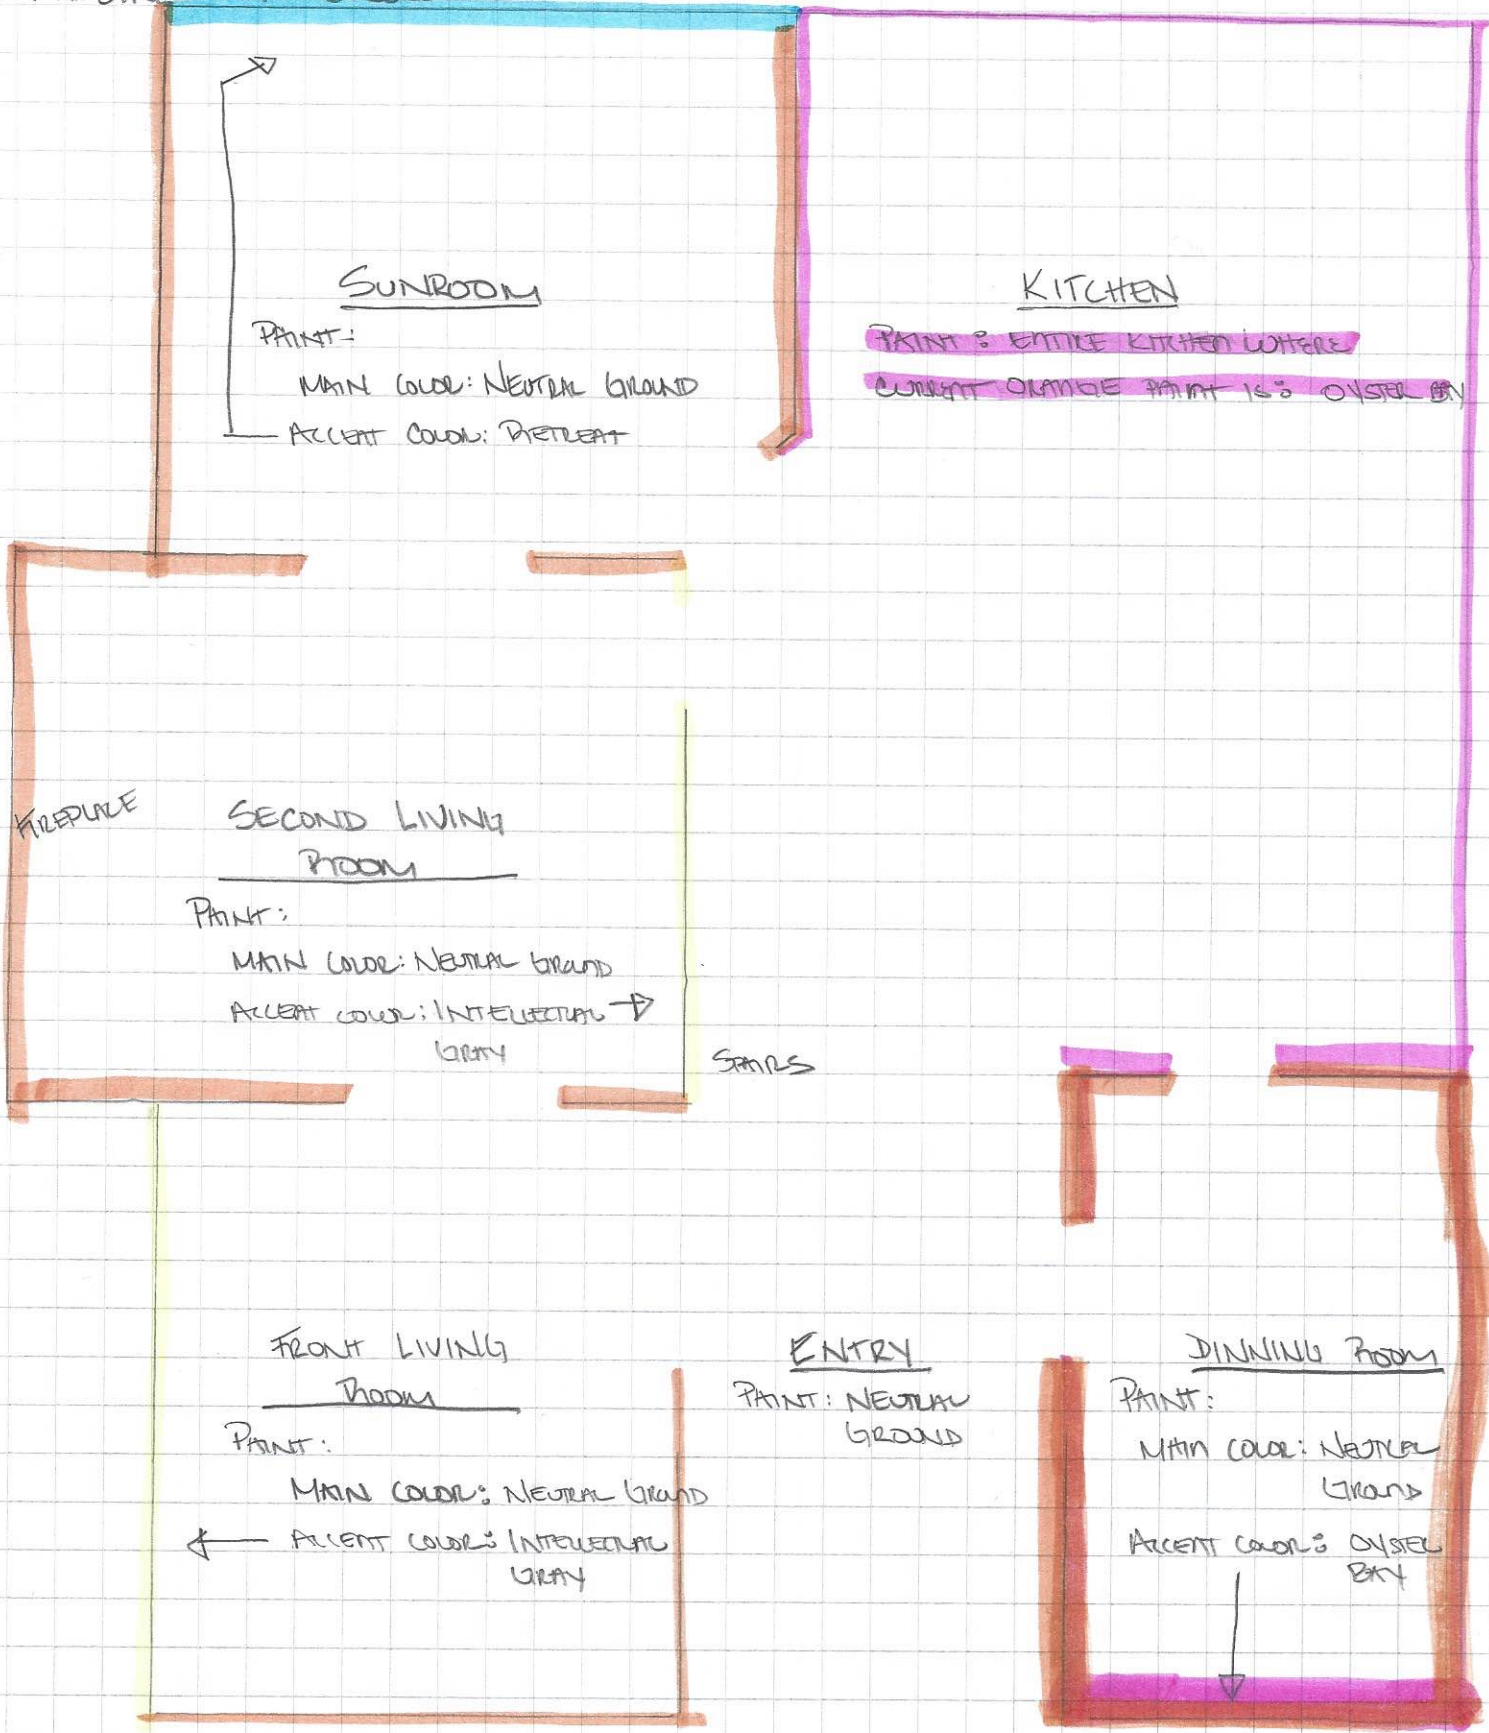 SUNROOM
PAINT:
MAIN COLOR: NEUTRAL GROUND
ACCENT COLOR: RETREAT
KITCHEN
PAINT: ENTIRE KITCHEN WHERE
CURRENT ORANGE PAINT IS: OYSTER BAY
FIREPLACE
SECOND LIVING
ROOM
PAINT:
MAIN COLOR: NEUTRAL GROUND
ACCENT COLOR: INTELLECTUAL
GRAY
STAIRS
FRONT LIVING
ROOM
PAINT:
MAIN COLOR: NEUTRAL GROUND
ACCENT COLOR: INTELLECTUAL
GRAY
ENTRY
PAINT: NEUTRAL
GROUND
DINNING ROOM
PAINT:
MAIN COLOR: NEUTRAL
GROUND
ACCENT COLOR: OYSTER
BAY